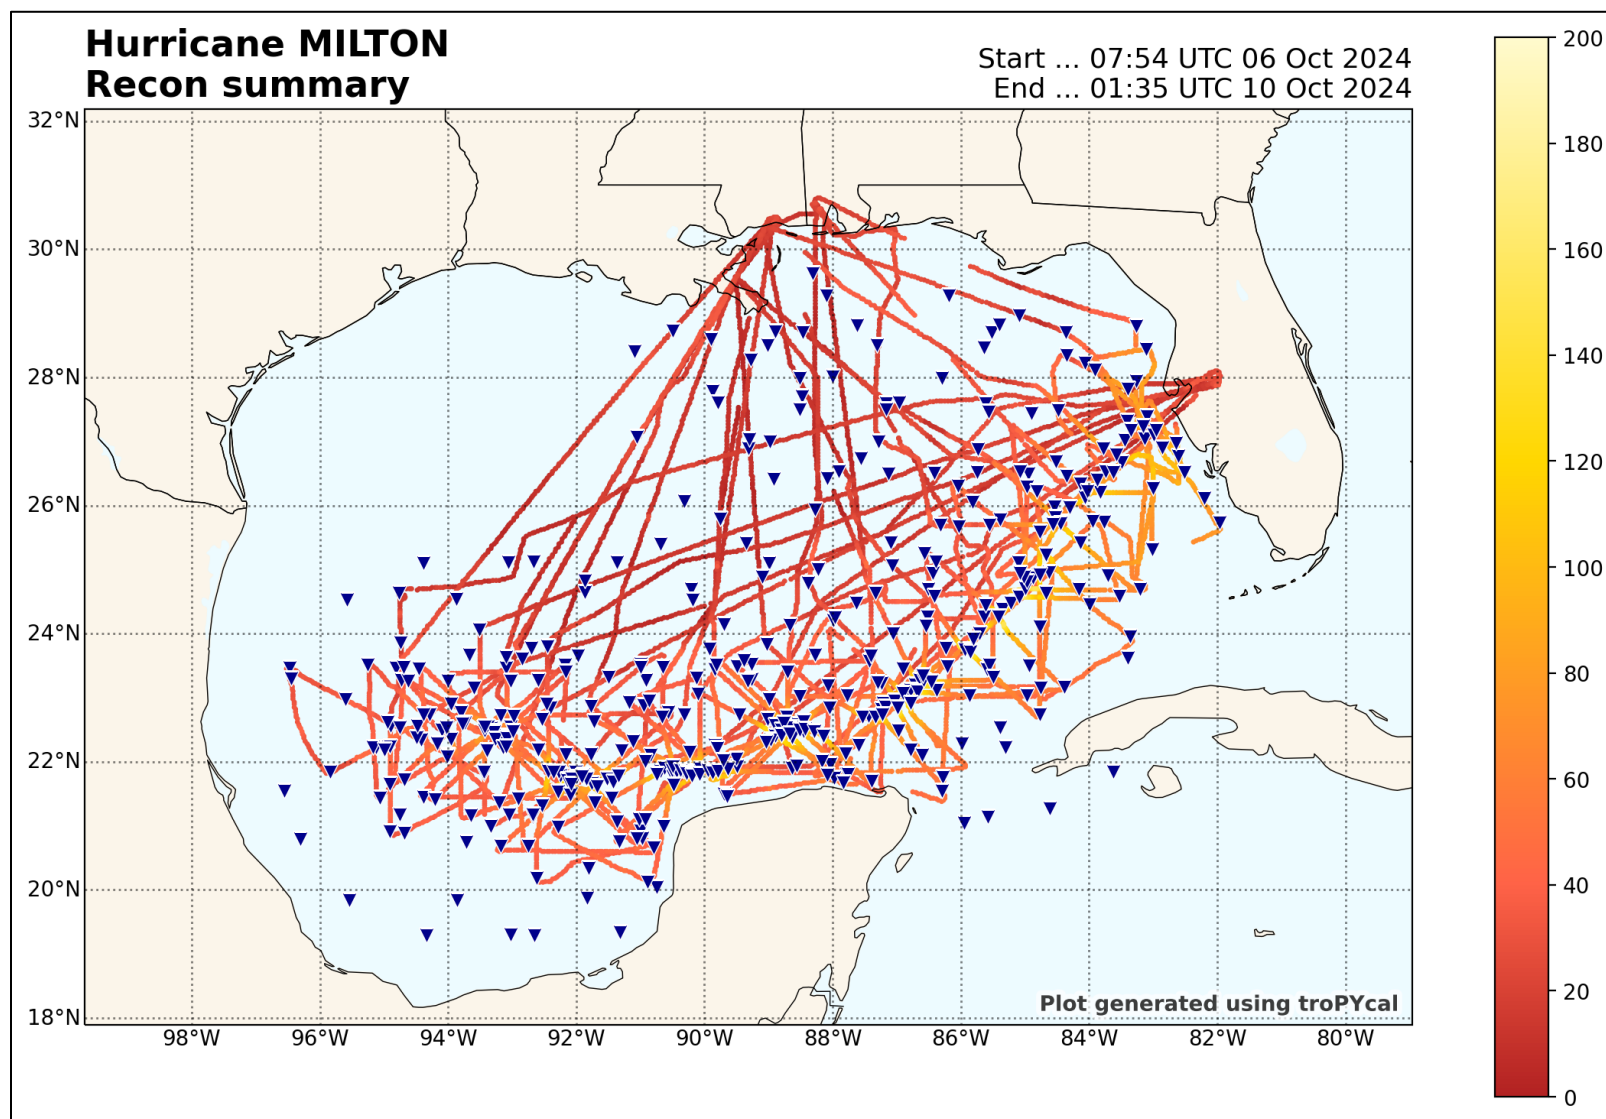 Hurricane MILTON
Recon summary
Start ... 07:54 UTC 06 Oct 2024
End ... 01:35 UTC 10 Oct 2024
32°N
30°N
28°N
26°N
24°N
22°N
20°N
18°N
98°W 96°W 94°W 92°W 90°W 88°W 86°W 84°W 82°W 80°W
Plot generated using troPYcal
200
180
160
140
120
100
80
60
40
20
0